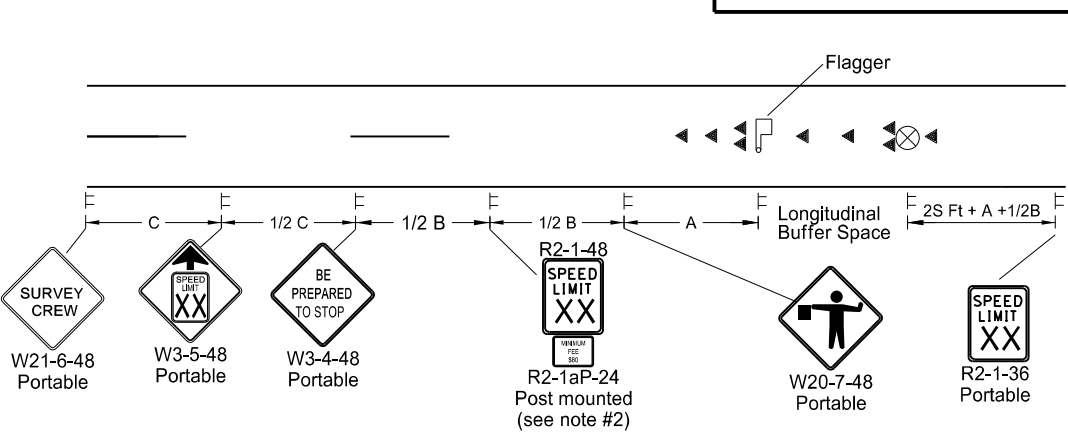 Flagger
C
1/2 C
1/2 B
1/2 B
A
Longitudinal
Buffer Space
2S Ft + A +1/2B
SURVEY
CREW
W21-6-48
Portable
SPEED
LIMIT
XX
W3-5-48
Portable
BE
PREPARED
TO STOP
W3-4-48
Portable
R2-1-48
SPEED
LIMIT
XX
MINIMUM
FEE
$80
R2-1aP-24
Post mounted
(see note #2)
W20-7-48
Portable
SPEED
LIMIT
XX
R2-1-36
Portable